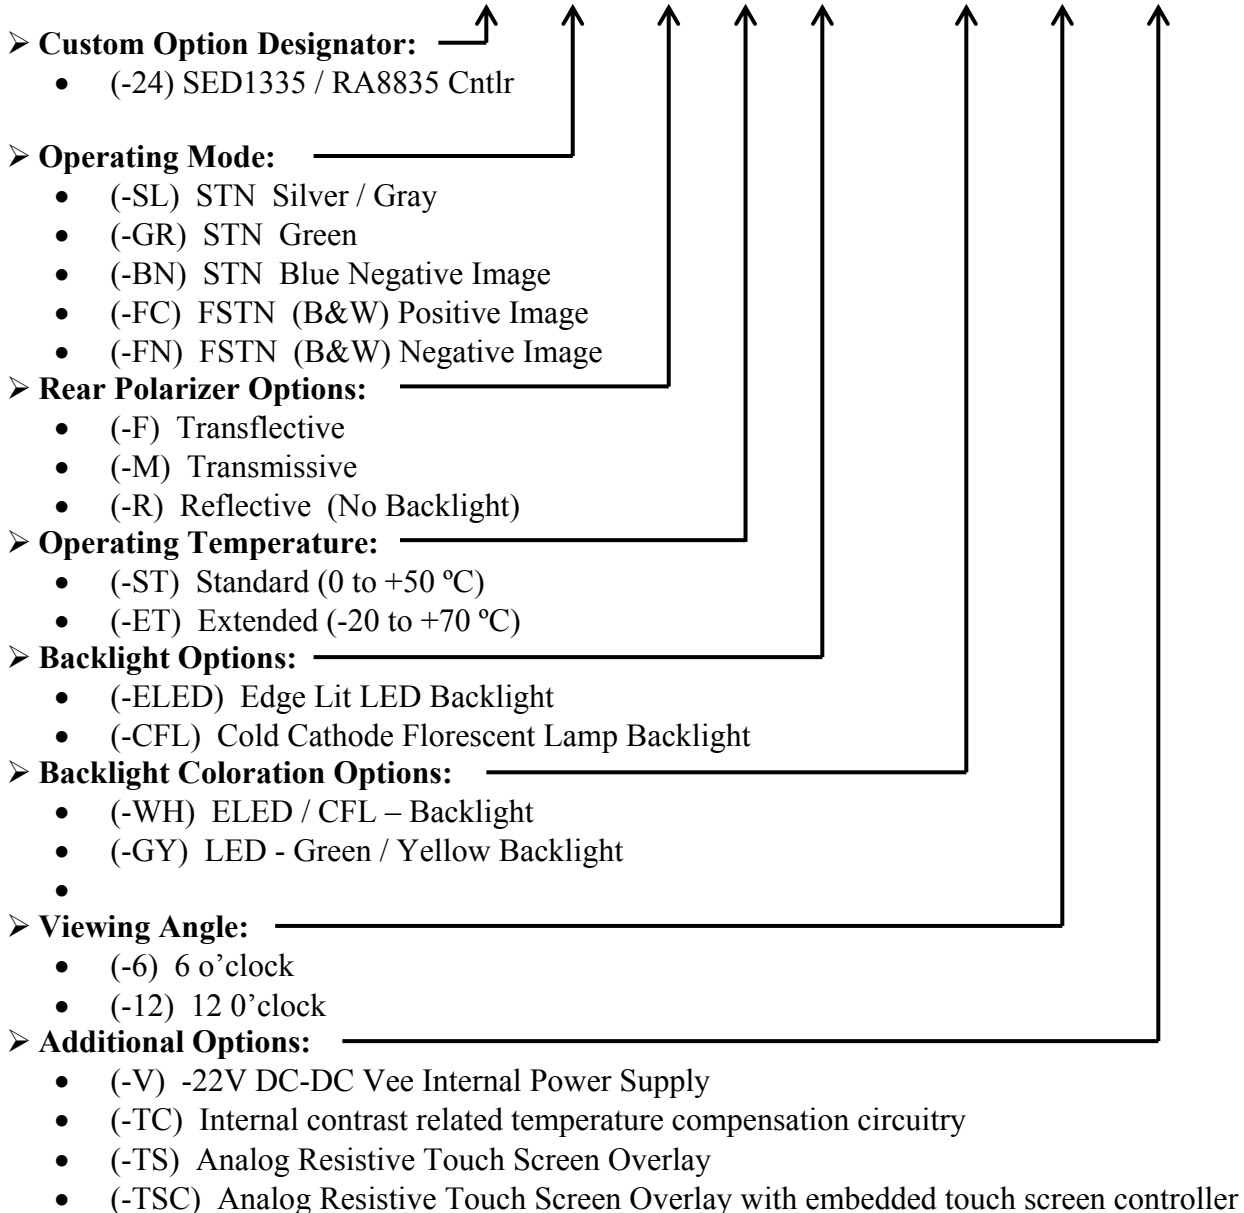 ➢ Custom Option Designator:
• (-24) SED1335 / RA8835 Cntlr
➢ Operating Mode:
• (-SL) STN Silver / Gray
• (-GR) STN Green
• (-BN) STN Blue Negative Image
• (-FC) FSTN (B&W) Positive Image
• (-FN) FSTN (B&W) Negative Image
➢ Rear Polarizer Options:
• (-F) Transflective
• (-M) Transmissive
• (-R) Reflective (No Backlight)
➢ Operating Temperature:
• (-ST) Standard (0 to +50 ºC)
• (-ET) Extended (-20 to +70 ºC)
➢ Backlight Options:
• (-ELED) Edge Lit LED Backlight
• (-CFL) Cold Cathode Florescent Lamp Backlight
➢ Backlight Coloration Options:
• (-WH) ELED / CFL – Backlight
• (-GY) LED - Green / Yellow Backlight
•
➢ Viewing Angle:
• (-6) 6 o’clock
• (-12) 12 0’clock
➢ Additional Options:
• (-V) -22V DC-DC Vee Internal Power Supply
• (-TC) Internal contrast related temperature compensation circuitry
• (-TS) Analog Resistive Touch Screen Overlay
• (-TSC) Analog Resistive Touch Screen Overlay with embedded touch screen controller